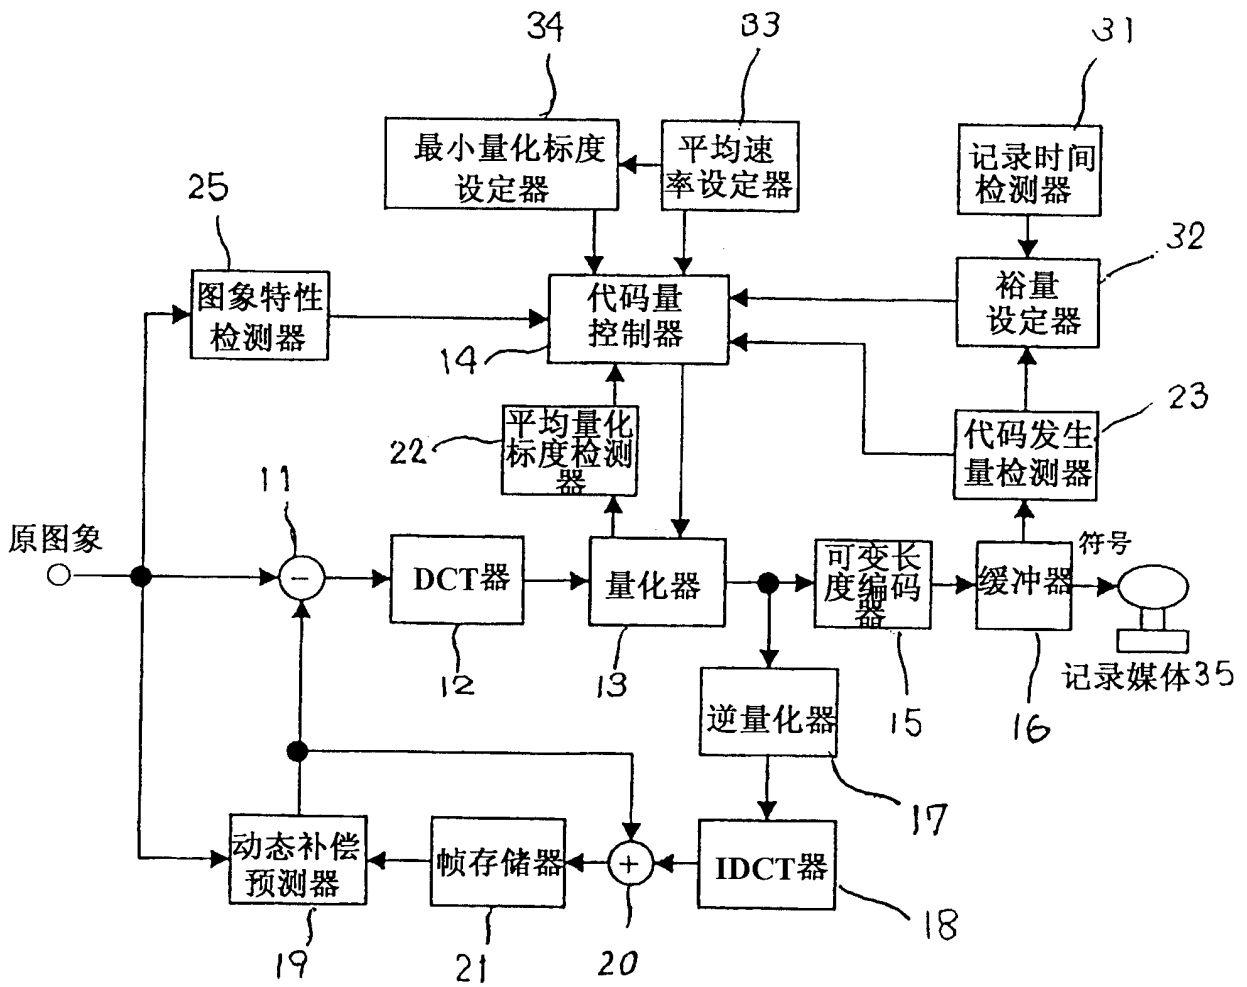 34
33
31
最小量化标度
设定器
平均速
率设定器
记录时间
检测器
25
32
图象特性
检测器
代码量
控制器
裕量
设定器
14
23
平均量化
标度检测
器
22
代码发生
量检测器
11
原图象
−
DCT器
量化器
可变长
度编码
器
缓冲器
符号
12
13
15
16
记录媒体35
逆量化器
17
动态补偿
预测器
帧存储器
+
IDCT器
18
19
21
20